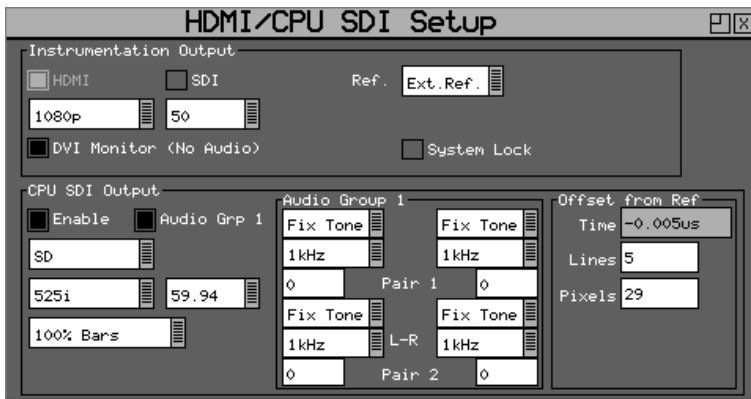 HDMI/CPU SDI Setup
Instrumentation Output
HDMI SDI Ref. Ext.Ref.
1080p 50
DVI Monitor (No Audio) System Lock
CPU SDI Output
Enable Audio Grp 1
SD
525i 59.94
100% Bars
Audio Group 1
Fix Tone Fix Tone
1kHz 1kHz
0 Pair 1 0
Fix Tone Fix Tone
1kHz L-R 1kHz
0 Pair 2 0
Offset from Ref
Time -0.005us
Lines 5
Pixels 29